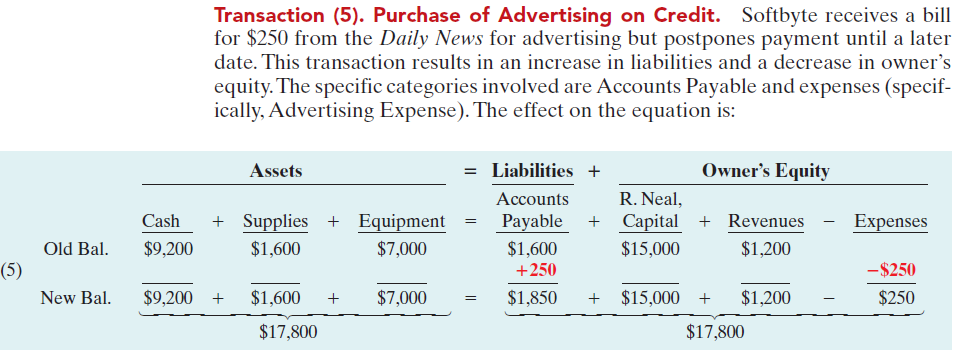 Transaction (5). Purchase of Advertising on Credit. Softbyte receives a bill
for $250 from the Daily News for advertising but postpones payment until a later
date. This transaction results in an increase in liabilities and a decrease in owner's
equity. The specific categories involved are Accounts Payable and expenses (specif-
ically, Advertising Expense). The effect on the equation is:
Assets = Liabilities + Owner's Equity
Accounts R. Neal,
Cash + Supplies + Equipment = Payable + Capital + Revenues – Expenses
Old Bal. $9,200 $1,600 $7,000 $1,600 $15,000 $1,200
(5) +250 –$250
New Bal. $9,200 + $1,600 + $7,000 = $1,850 + $15,000 + $1,200 – $250
$17,800 $17,800